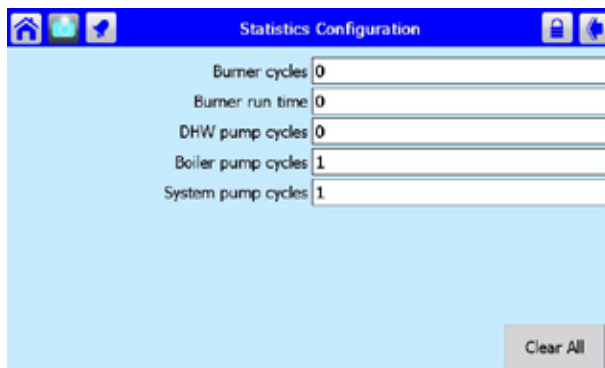 Statistics Configuration
Burner cycles 0
Burner run time 0
DHW pump cycles 0
Boiler pump cycles 1
System pump cycles 1
Clear All